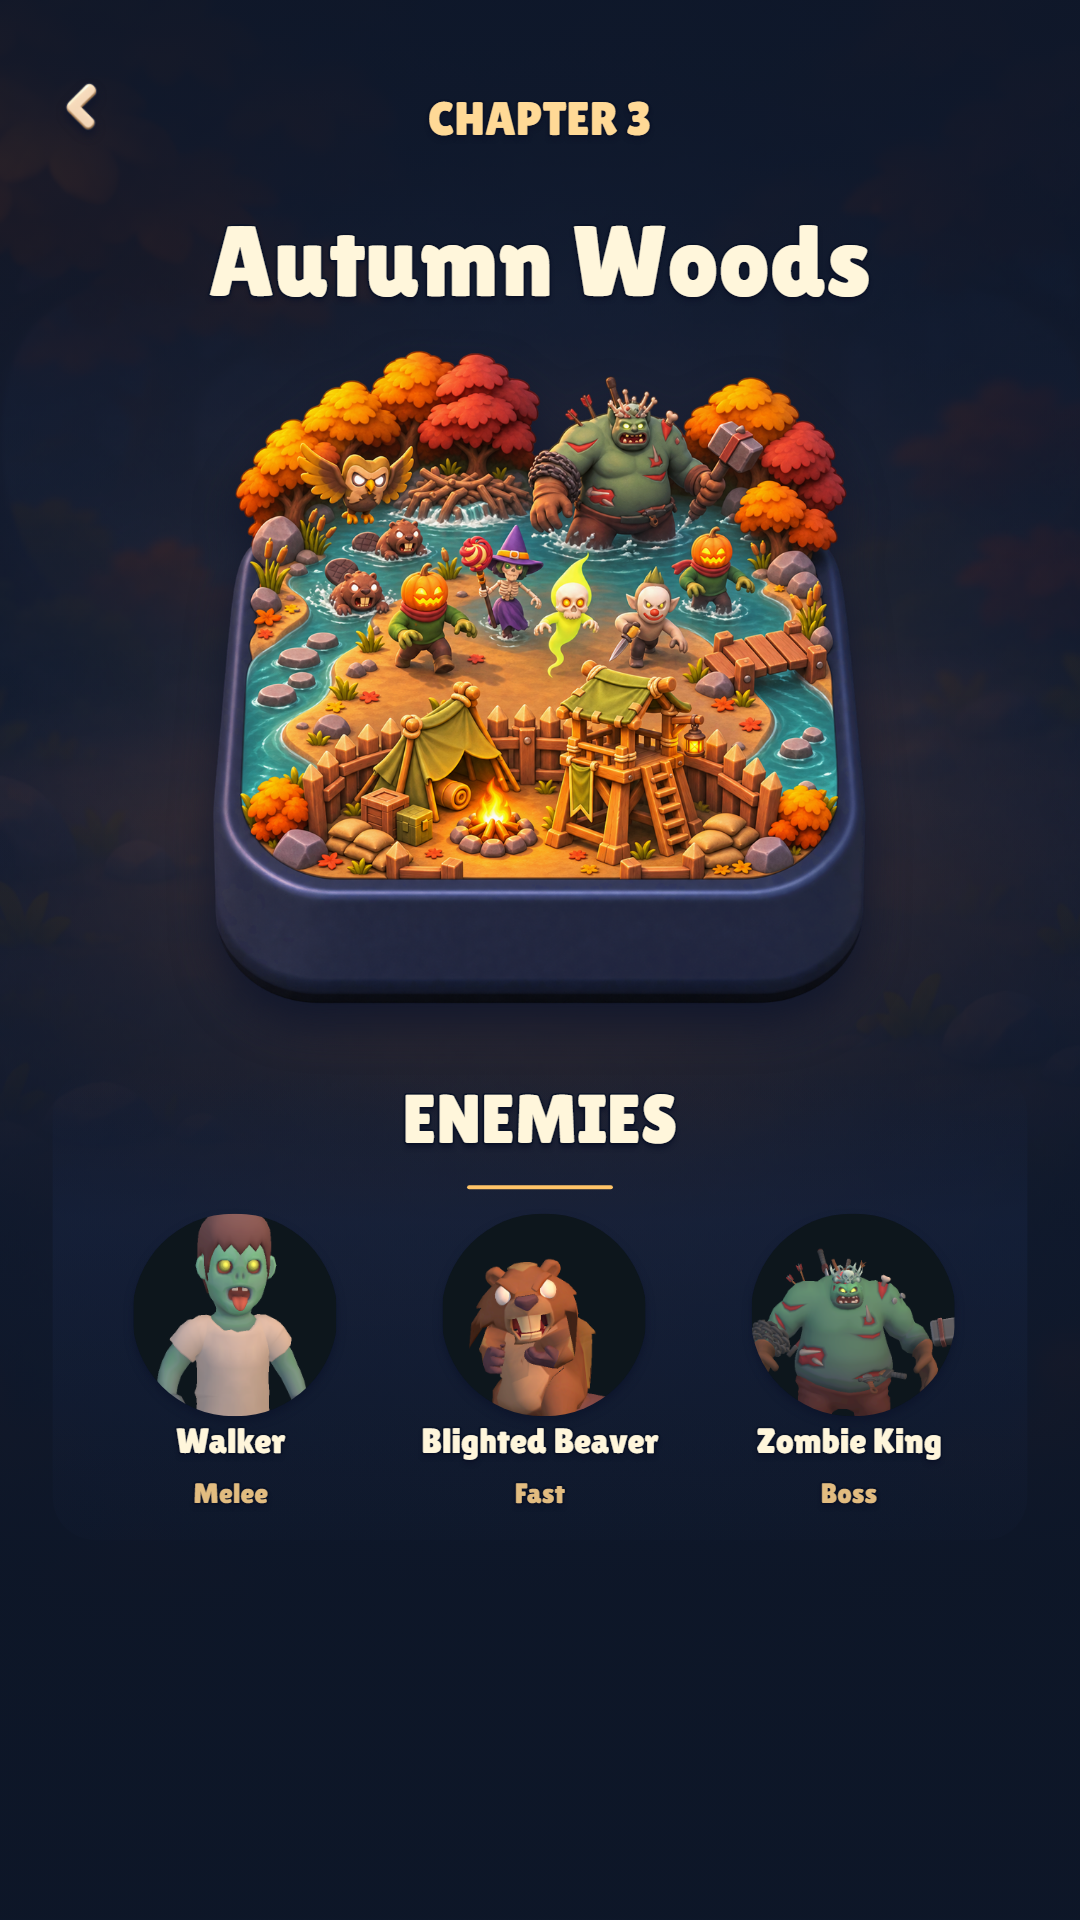 CHAPTER 3
Autumn Woods
ENEMIES
Walker
Blighted Beaver
Zombie King
Melee
Fast
Boss